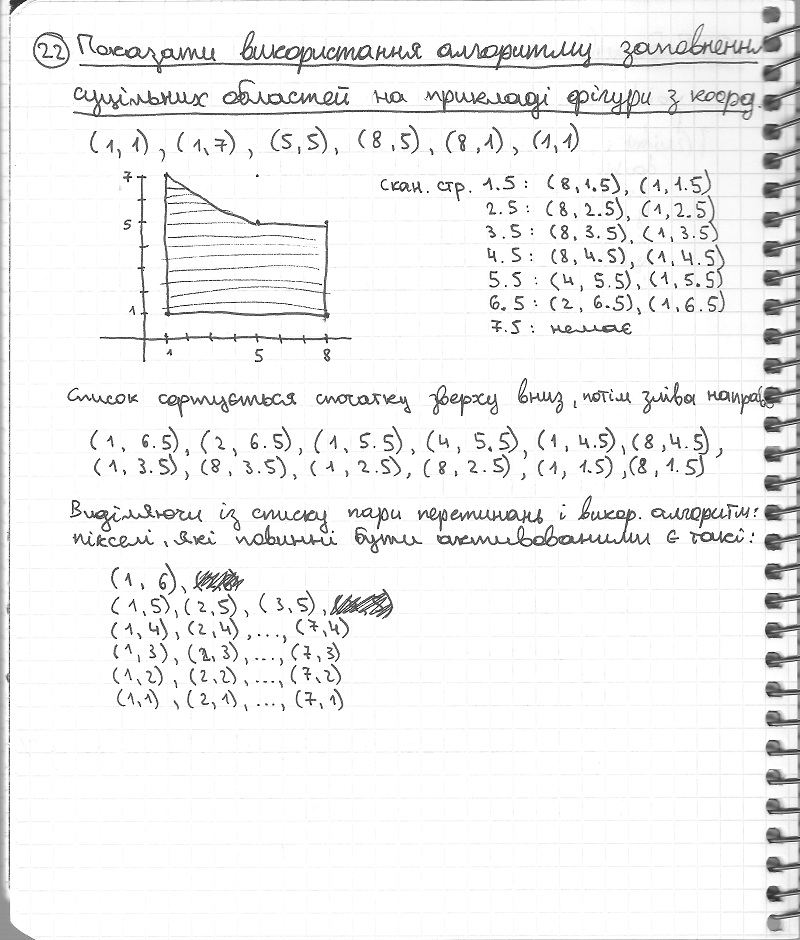 22 Показати використання алгоритму заповнення
суцільних областей на прикладі фігури з коорд.
(1, 1), (1,7), (5,5), (8,5), (8,1), (1,1)
7
5
1
1 5 8
скан. стр. 1.5 : (8,1.5), (1,1.5)
2.5 : (8, 2.5), (1,2.5)
3.5 : (8, 3.5), (1,3.5)
4.5 : (8, 4.5), (1, 4.5)
5.5 : (4, 5.5), (1,5.5)
6.5 : (2, 6.5), (1,6.5)
7.5 : немає
Список сортується спочатку зверху вниз, потім зліва направо
(1, 6.5), (2, 6.5), (1, 5.5), (4, 5.5), (1, 4.5), (8,4.5),
(1, 3.5), (8, 3.5), (1, 2.5), (8, 2.5), (1, 1.5), (8, 1.5)
Виділяючи із списку пари перетинань і викор. алгоритм:
пікселі, які повинні бути активованими є такі:
(1, 6),
(1,5), (2,5), (3,5),
(1,4), (2,4), ..., (7,4)
(1,3), (2,3), ..., (7,3)
(1,2), (2,2), ..., (7,2)
(1,1), (2,1), ..., (7,1)